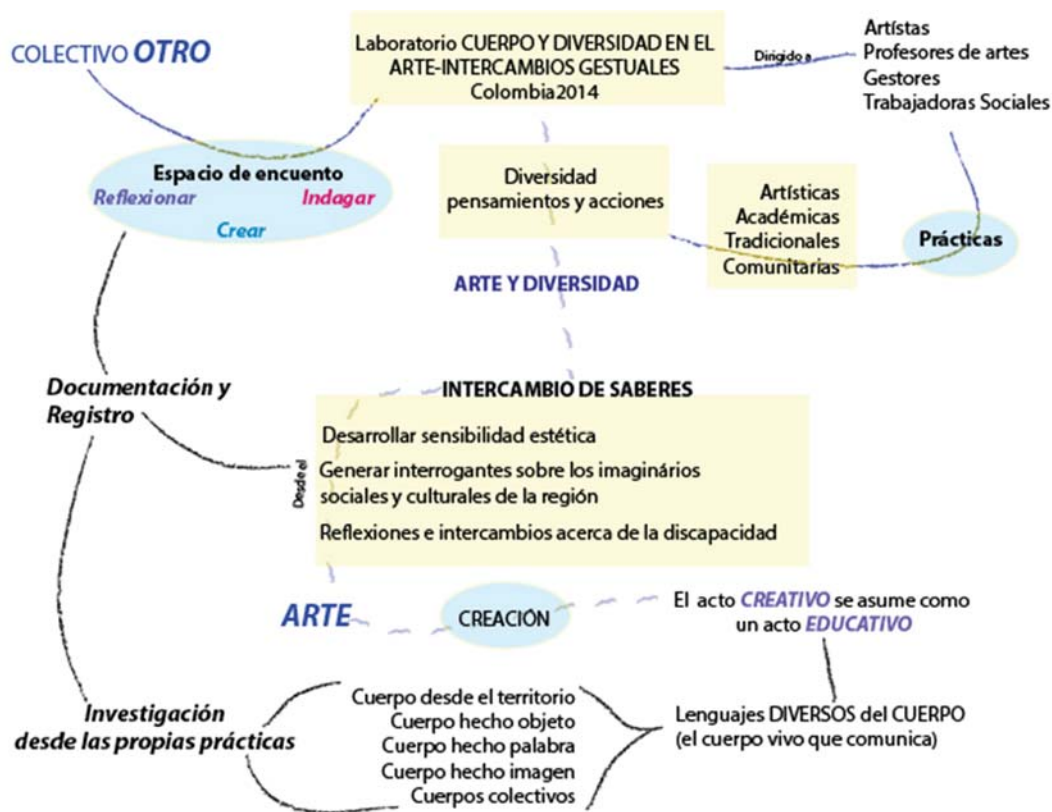 COLECTIVO OTRO
Laboratorio CUERPO Y DIVERSIDAD EN EL
ARTE-INTERCAMBIOS GESTUALES
Colombia2014
Dirigido a
Artístas
Profesores de artes
Gestores
Trabajadoras Sociales
Espacio de encuento
Reflexionar
Indagar
Crear
Diversidad
pensamientos y acciones
Artísticas
Académicas
Tradicionales
Comunitarias
Prácticas
ARTE Y DIVERSIDAD
Documentación y
Registro
INTERCAMBIO DE SABERES
Desde el
Desarrollar sensibilidad estética
Generar interrogantes sobre los imaginários
sociales y culturales de la región
Reflexiones e intercambios acerca de la discapacidad
ARTE
CREACIÓN
El acto CREATIVO se asume como
un acto EDUCATIVO
Investigación
desde las propias prácticas
Cuerpo desde el territorio
Cuerpo hecho objeto
Cuerpo hecho palabra
Cuerpo hecho imagen
Cuerpos colectivos
Lenguajes DIVERSOS del CUERPO
(el cuerpo vivo que comunica)